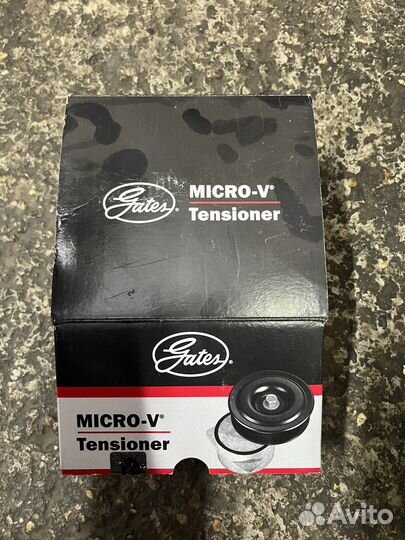 Gates®
MICRO-V®
Tensioner
Gates®
MICRO-V®
Tensioner
Avito